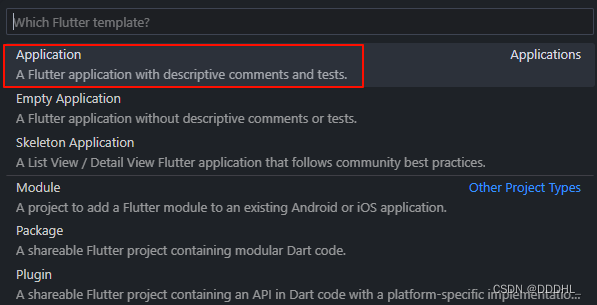 Which Flutter template?
Application Applications
A Flutter application with descriptive comments and tests.
Empty Application
A Flutter application without descriptive comments or tests.
Skeleton Application
A List View / Detail View Flutter application that follows community best practices.
Module Other Project Types
A project to add a Flutter module to an existing Android or iOS application.
Package
A shareable Flutter project containing modular Dart code.
Plugin
A shareable Flutter project containing an API in Dart code with a platform-specific implementatio...
CSDN @DDDHL_